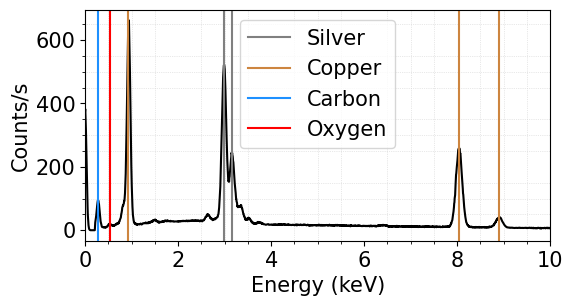 Counts/s
600
400
200
0
Silver
Copper
Carbon
Oxygen
0 2 4 6 8 10
Energy (keV)